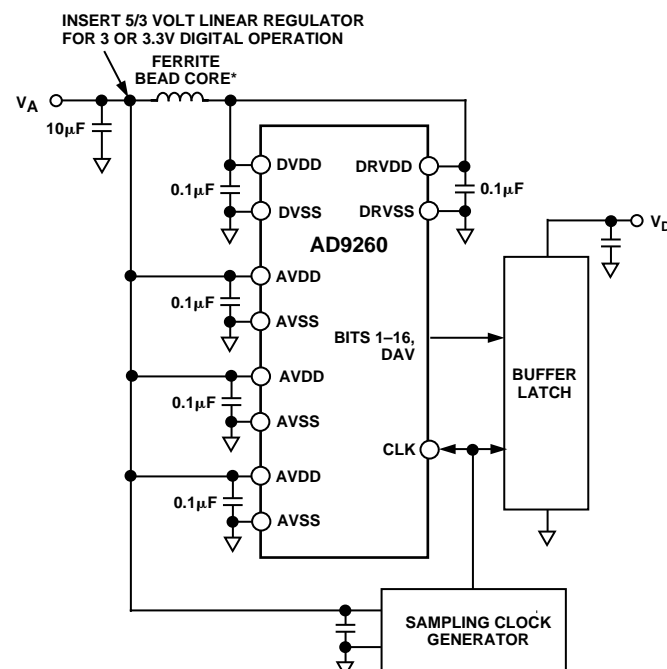 INSERT 5/3 VOLT LINEAR REGULATOR
FOR 3 OR 3.3V DIGITAL OPERATION
FERRITE
BEAD CORE*
VA
10μF
DVDD
DRVDD
0.1μF
0.1μF
DVSS
DRVSS
VD
AD9260
AVDD
0.1μF
AVSS
BITS 1–16,
DAV
AVDD
BUFFER
LATCH
0.1μF
AVSS
CLK
AVDD
0.1μF
AVSS
SAMPLING CLOCK
GENERATOR